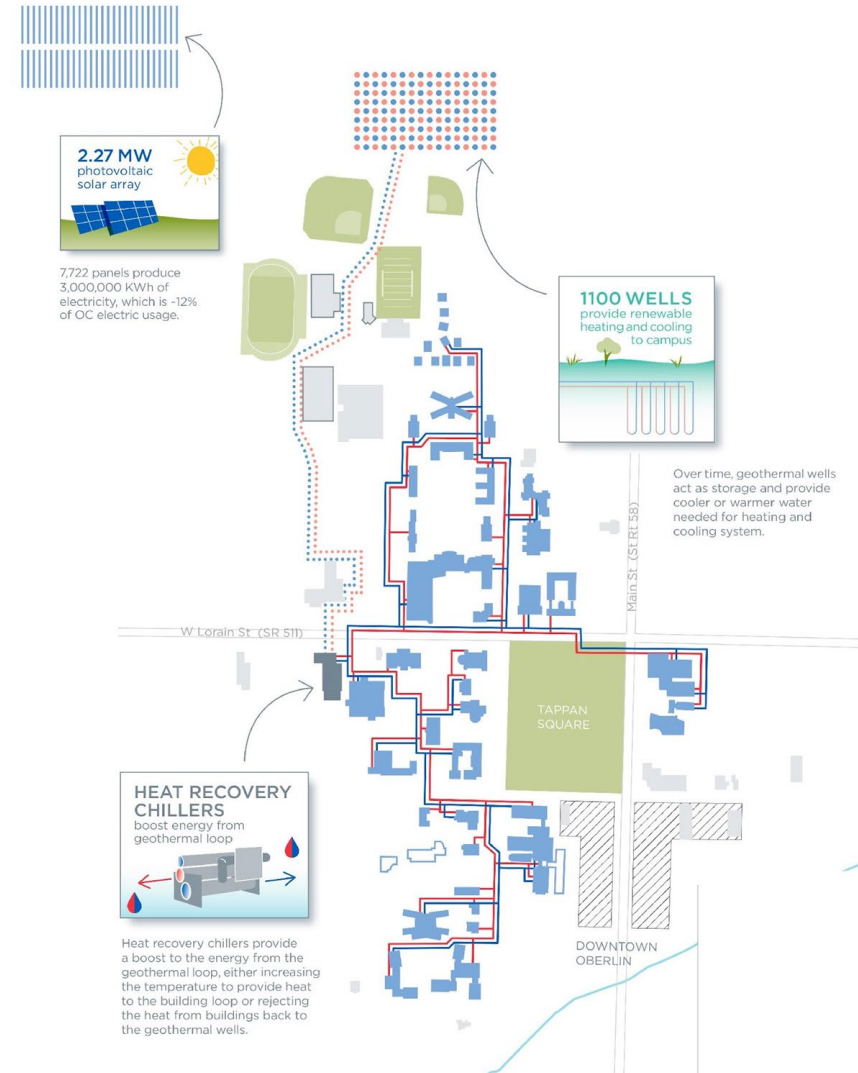 2.27 MW
photovoltaic
solar array
7,722 panels produce
3,000,000 KWh of
electricity, which is ~12%
of OC electric usage.
1100 WELLS
provide renewable
heating and cooling
to campus
Over time, geothermal wells
act as storage and provide
cooler or warmer water
needed for heating and
cooling system.
Main St (St Rt 58)
W Lorain St (SR 511)
TAPPAN
SQUARE
HEAT RECOVERY
CHILLERS
boost energy from
geothermal loop
Heat recovery chillers provide
a boost to the energy from the
geothermal loop, either increasing
the temperature to provide heat
to the building loop or rejecting
the heat from buildings back to
the geothermal wells.
DOWNTOWN
OBERLIN